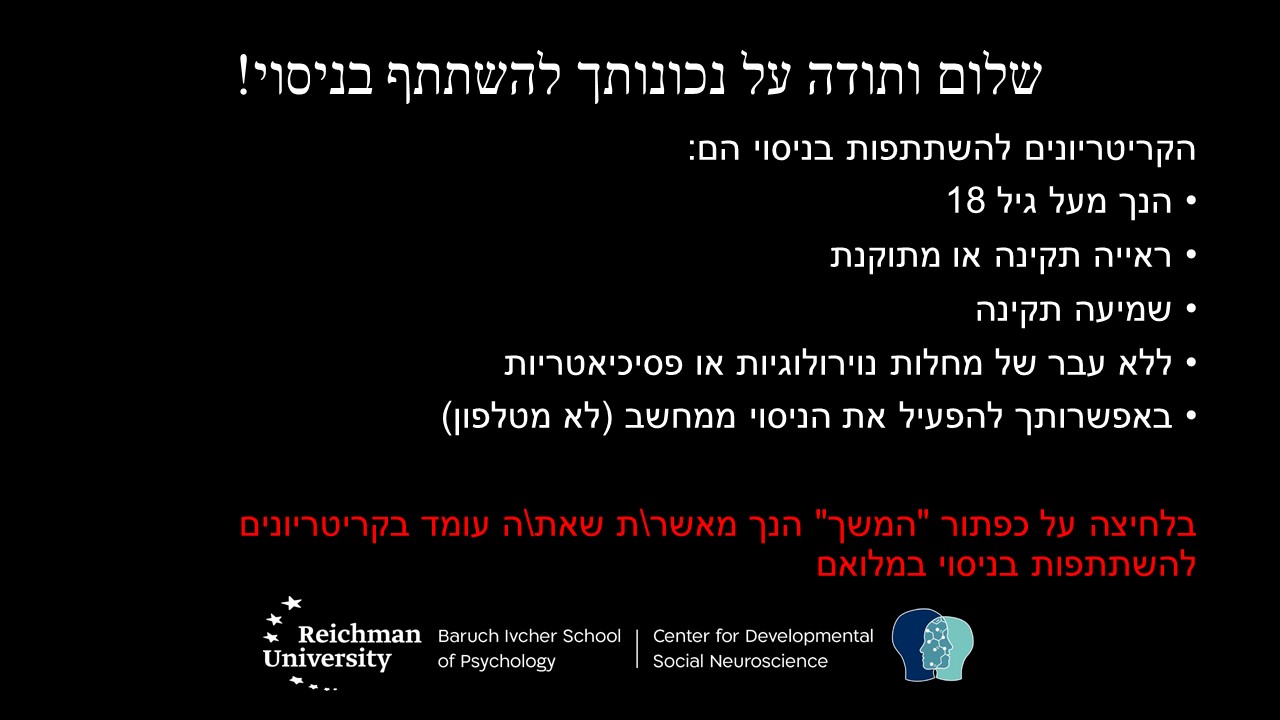 שלום ותודה על נכונותך להשתתף בניסוי!
הקריטריונים להשתתפות בניסוי הם:
• הנך מעל גיל 18
• ראייה תקינה או מתוקנת
• שמיעה תקינה
• ללא עבר של מחלות נוירולוגיות או פסיכיאטריות
• באפשרותך להפעיל את הניסוי ממחשב (לא מטלפון)
בלחיצה על כפתור "המשך" הנך מאשר\ת שאת\ה עומד בקריטריונים
להשתתפות בניסוי במלואם
Reichman
University
Baruch Ivcher School
of Psychology
Center for Developmental
Social Neuroscience